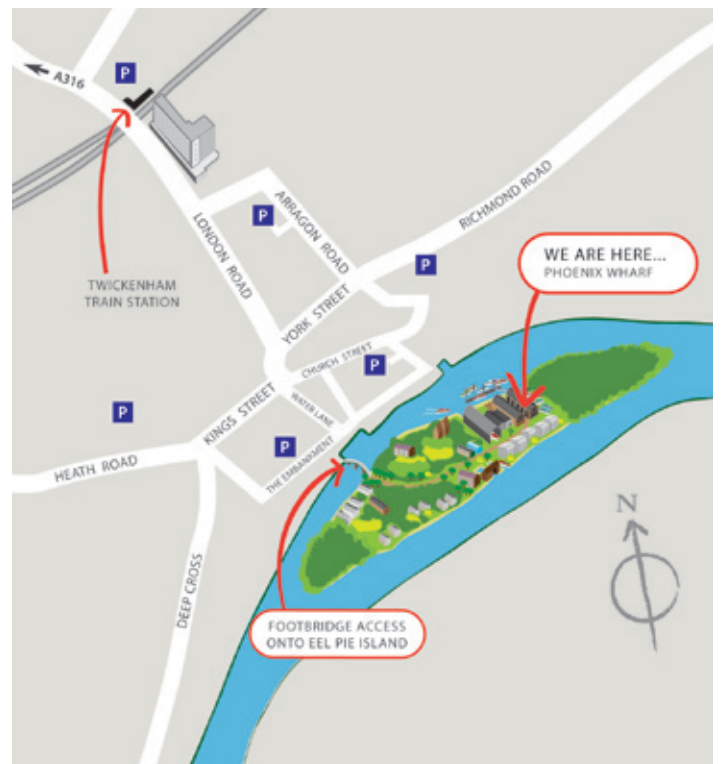 A316
P
TWICKENHAM
TRAIN STATION
LONDON ROAD
P
ARRAGON ROAD
RICHMOND ROAD
P
WE ARE HERE...
PHOENIX WHARF
YORK STREET
CHURCH STREET
P
KINGS STREET
WATER LANE
P
P
THE EMBANKMENT
HEATH ROAD
DEEP CROSS
FOOTBRIDGE ACCESS
ONTO EEL PIE ISLAND
N